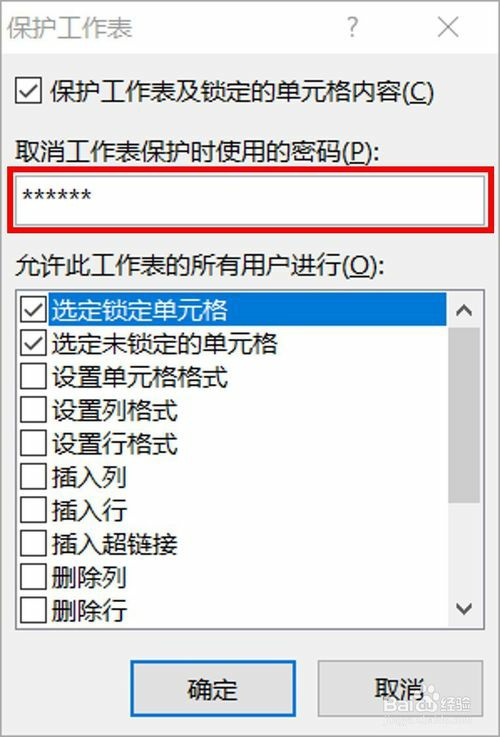 保护工作表 ? ×
保护工作表及锁定的单元格内容(C)
取消工作表保护时使用的密码(P):
******
允许此工作表的所有用户进行(O):
选定锁定单元格
选定未锁定的单元格
设置单元格格式
设置列格式
设置行格式
插入列
插入行
插入超链接
删除列
删除行
确定 取消
Baidu经验
jingyan.baidu.com